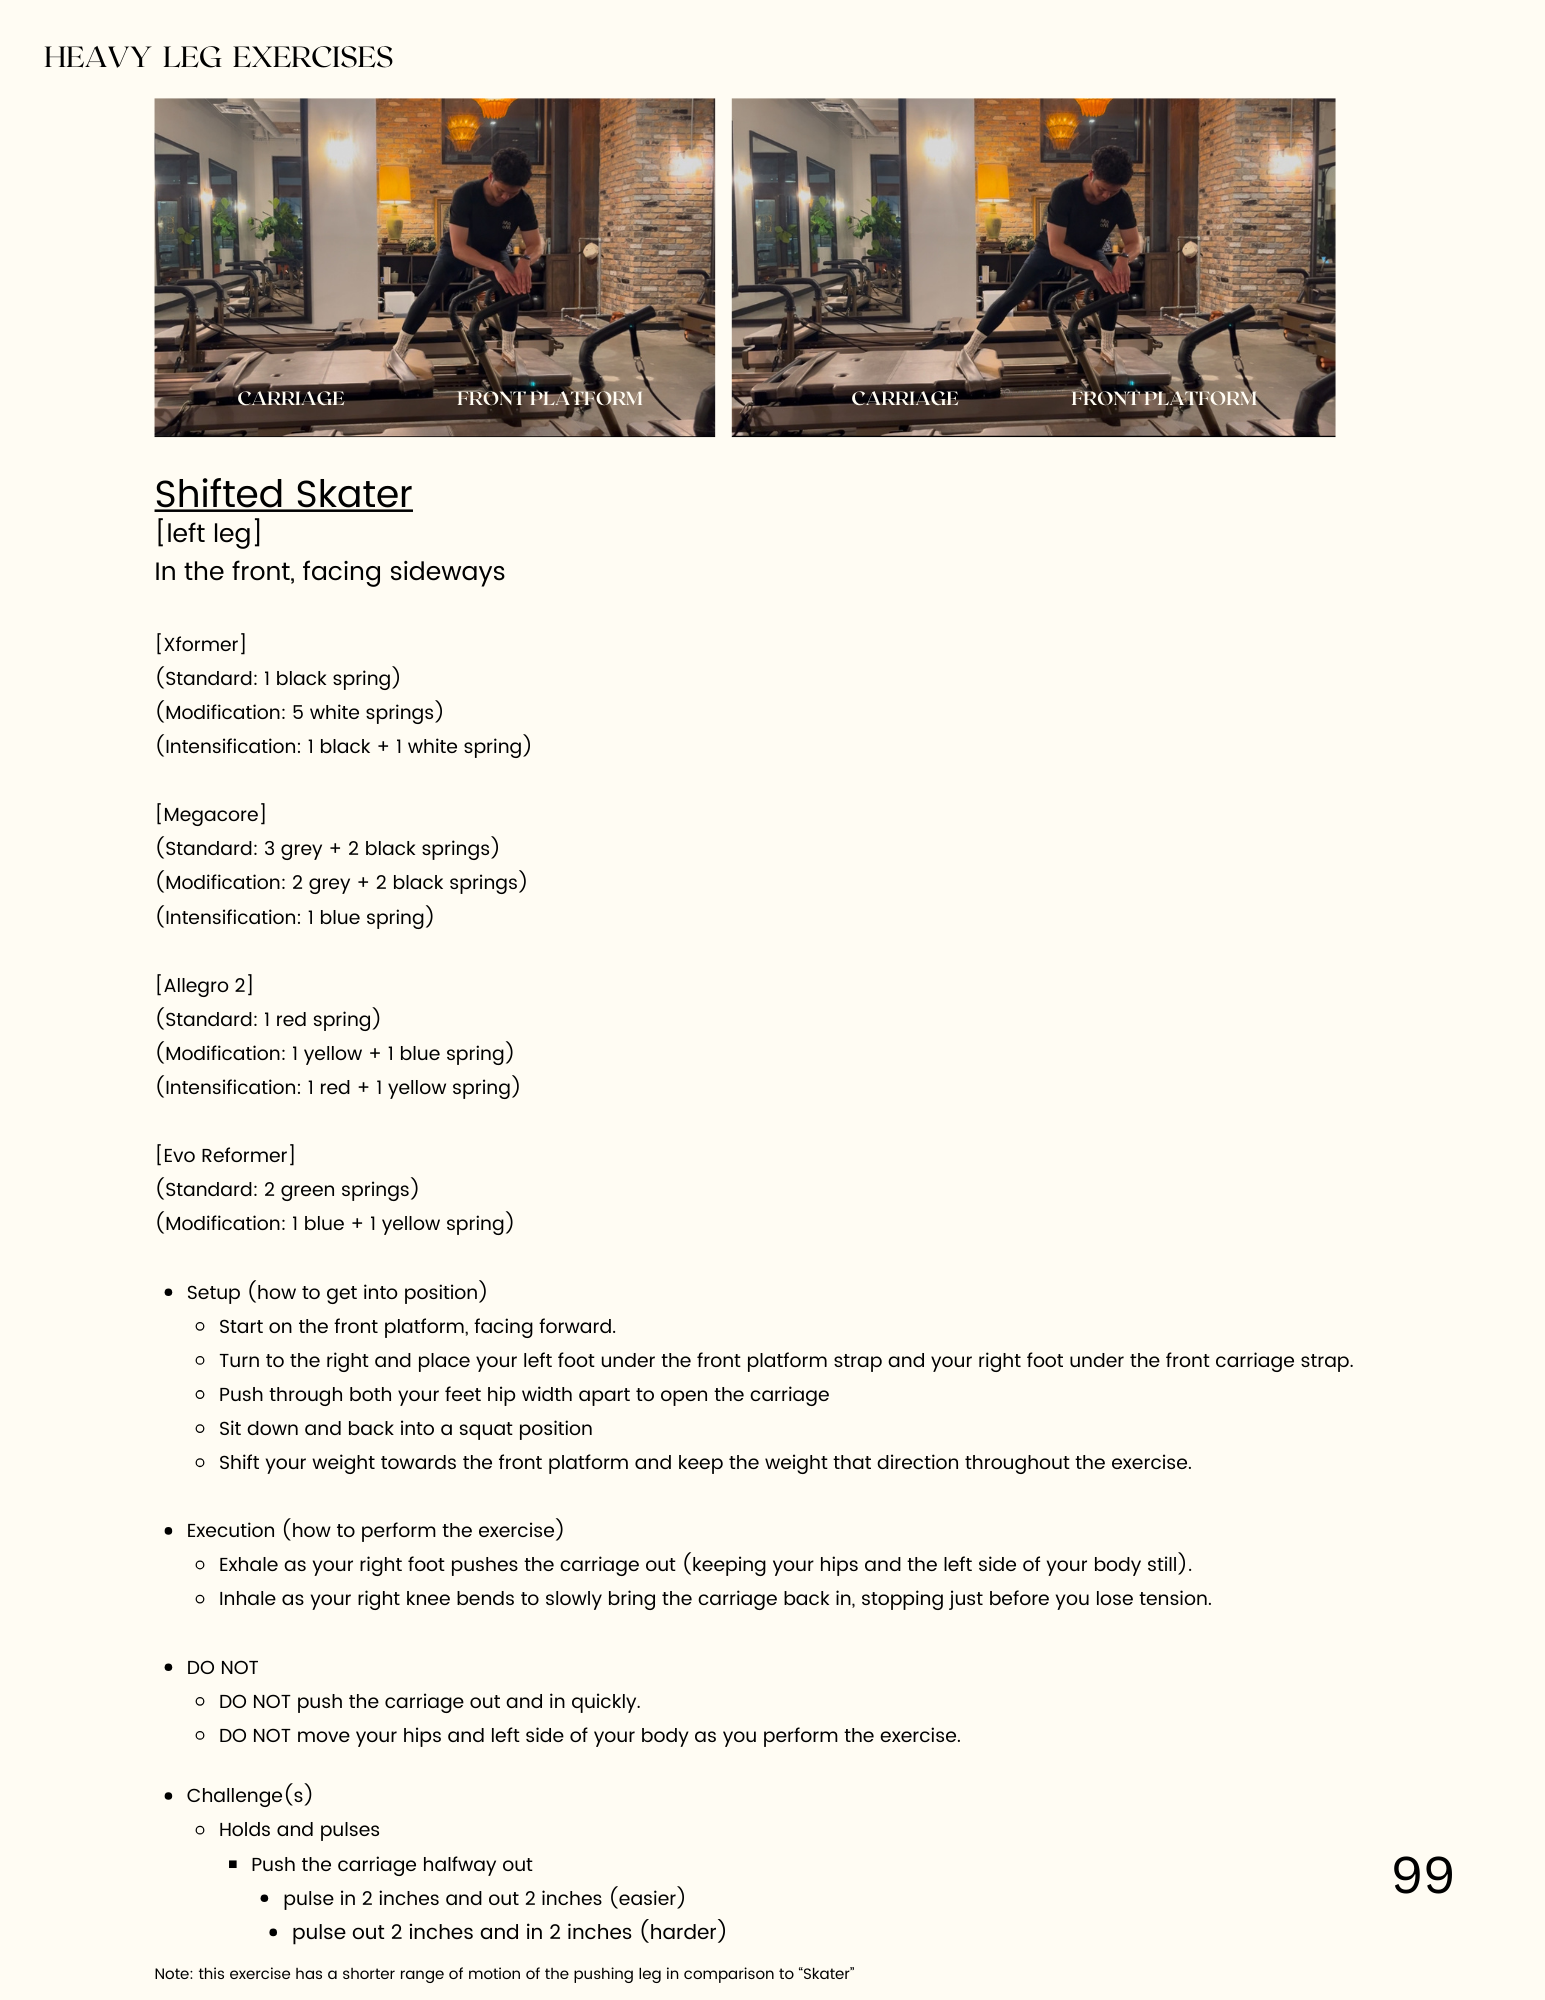 HEAVY LEG EXERCISES
CARRIAGE
FRONT PLATFORM
CARRIAGE
FRONT PLATFORM
Shifted Skater
[left leg]
In the front, facing sideways
[Xformer]
(Standard: 1 black spring)
(Modification: 5 white springs)
(Intensification: 1 black + 1 white spring)
[Megacore]
(Standard: 3 grey + 2 black springs)
(Modification: 2 grey + 2 black springs)
(Intensification: 1 blue spring)
[Allegro 2]
(Standard: 1 red spring)
(Modification: 1 yellow + 1 blue spring)
(Intensification: 1 red + 1 yellow spring)
[Evo Reformer]
(Standard: 2 green springs)
(Modification: 1 blue + 1 yellow spring)
• Setup (how to get into position)
○ Start on the front platform, facing forward.
○ Turn to the right and place your left foot under the front platform strap and your right foot under the front carriage strap.
○ Push through both your feet hip width apart to open the carriage
○ Sit down and back into a squat position
○ Shift your weight towards the front platform and keep the weight that direction throughout the exercise.
• Execution (how to perform the exercise)
○ Exhale as your right foot pushes the carriage out (keeping your hips and the left side of your body still).
○ Inhale as your right knee bends to slowly bring the carriage back in, stopping just before you lose tension.
• DO NOT
○ DO NOT push the carriage out and in quickly.
○ DO NOT move your hips and left side of your body as you perform the exercise.
• Challenge(s)
○ Holds and pulses
▪ Push the carriage halfway out
• pulse in 2 inches and out 2 inches (easier)
• pulse out 2 inches and in 2 inches (harder)
99
Note: this exercise has a shorter range of motion of the pushing leg in comparison to “Skater”